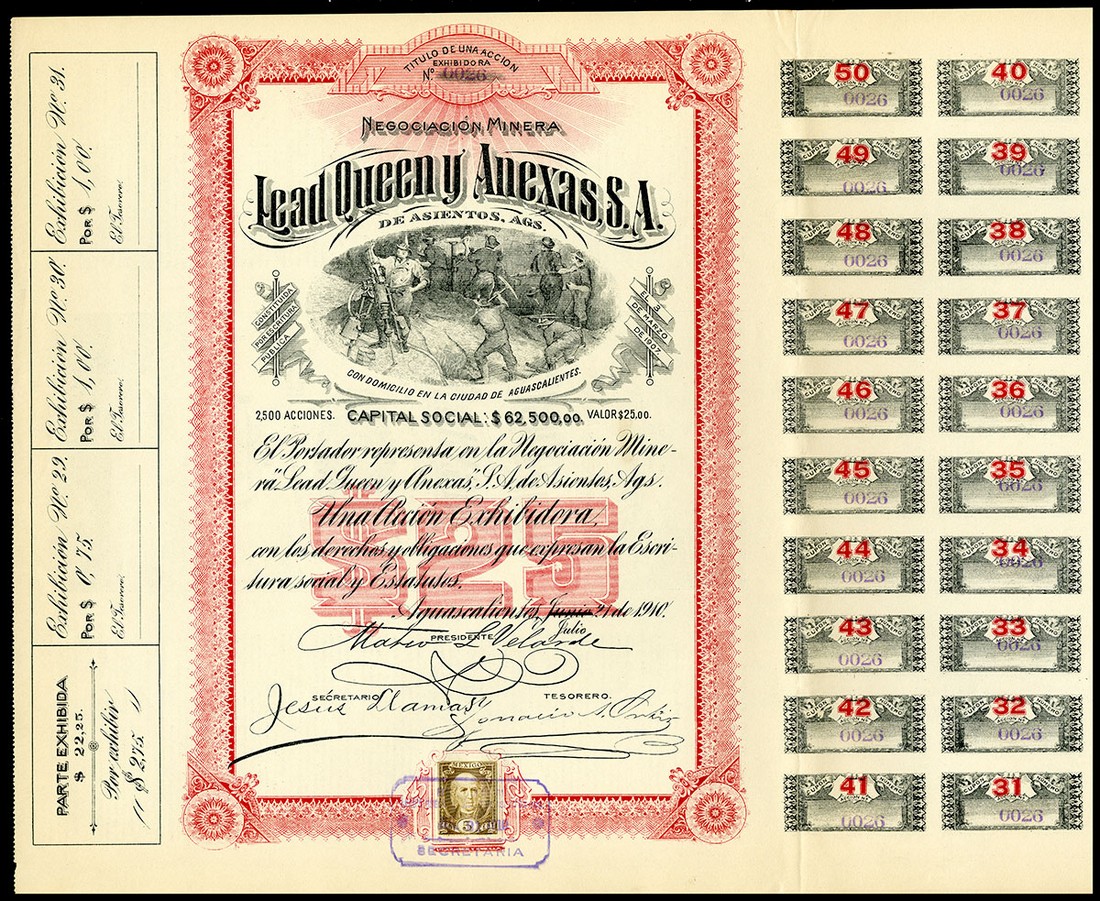 Exhibición Nº. 31.
POR $ 1,00.
El Tesorero:
Exhibición Nº. 30.
POR $ 1,00.
El Tesorero:
Exhibición Nº. 29.
POR $ 0,75.
El Tesorero:
PARTE EXHIBIDA
$ 22.25.
Por exhibir
" $ 2.75 "
TITULO DE UNA ACCION
EXHIBIDORA
Nº 0026
NEGOCIACIÓN MINERA
Lead Queen y Anexas, S.A.
DE ASIENTOS, AGS.
CONSTITUIDA
POR ESCRITURA
PUBLICA
EL
DE MARZO
DE 1907
CON DOMICILIO EN LA CIUDAD DE AGUASCALIENTES.
2,500 ACCIONES. CAPITAL SOCIAL: $ 62,500,00. VALOR $25.00.
$25
El Portador representa en la Negociación Mine-
ra "Lead Queen y Anexas", S.A. de Asientos, Ags.
Una Acción Exhibidora,
con los derechos y obligaciones que expresan la Escri-
tura social y Estatutos.
Aguascalientes, Junio 21 de 1910.
Julio
PRESIDENTE
Mateo L Velarde
SECRETARIO
Jesús Llamas
TESORERO.
Ignacio N. Ortiz
MEXICO
5
SECRETARIA
50
0026
40
0026
49
0026
39
0026
48
0026
38
0026
47
0026
37
0026
46
0026
36
0026
45
0026
35
0026
44
0026
34
0026
43
0026
33
0026
42
0026
32
0026
41
0026
31
0026